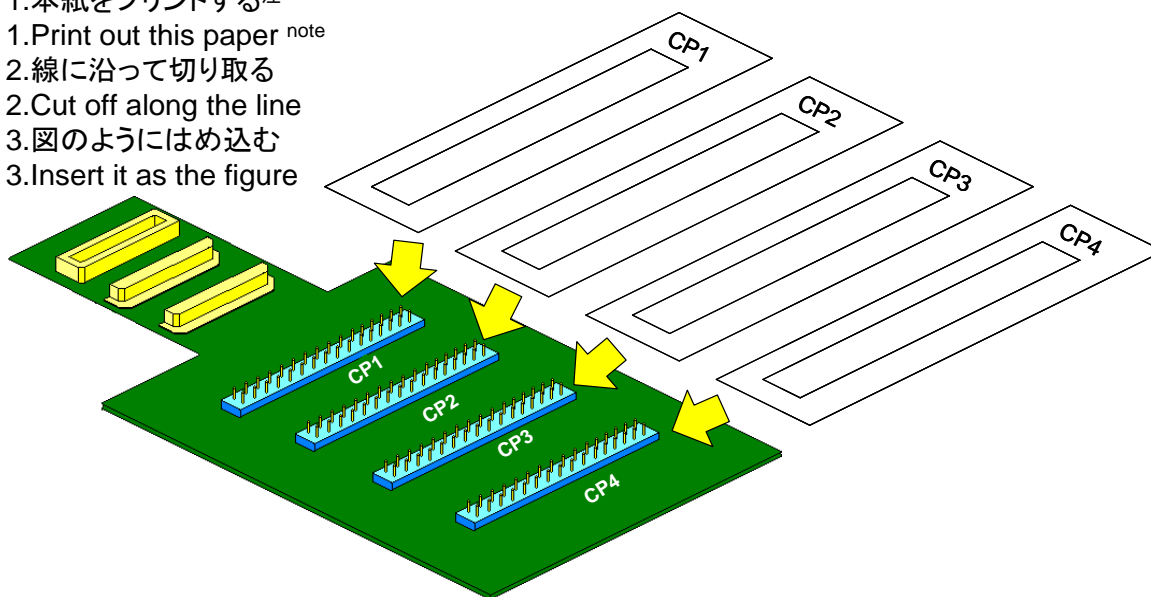 1.本紙をプリントする注
1.Print out this paper note
2.線に沿って切り取る
2.Cut off along the line
3.図のようにはめ込む
3.Insert it as the figure
CP1
CP2
CP3
CP4
CP1
CP2
CP3
CP4